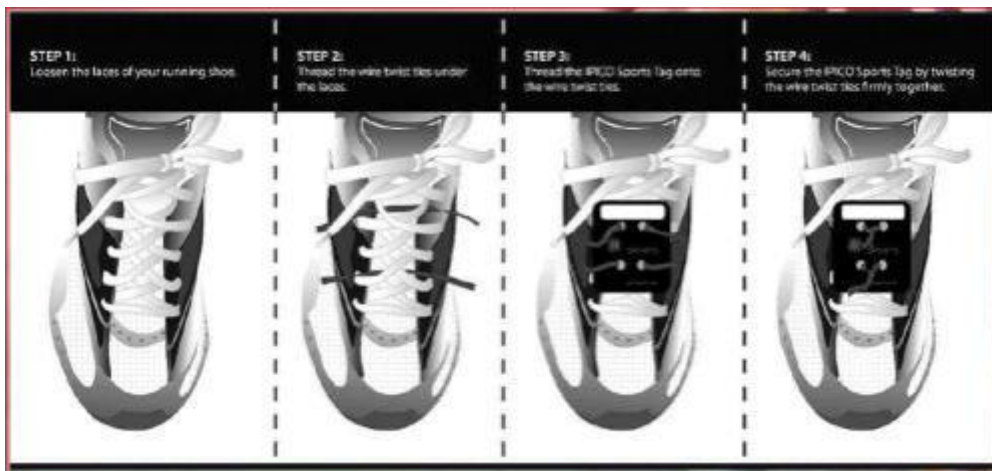 STEP 1:
Loosen the laces of your running shoe.
STEP 2:
Thread the wire twist ties under
the laces.
STEP 3:
Thread the IPICO Sports Tag onto
the wire twist ties.
STEP 4:
Secure the IPICO Sports Tag by twisting
the wire twist ties firmly together.